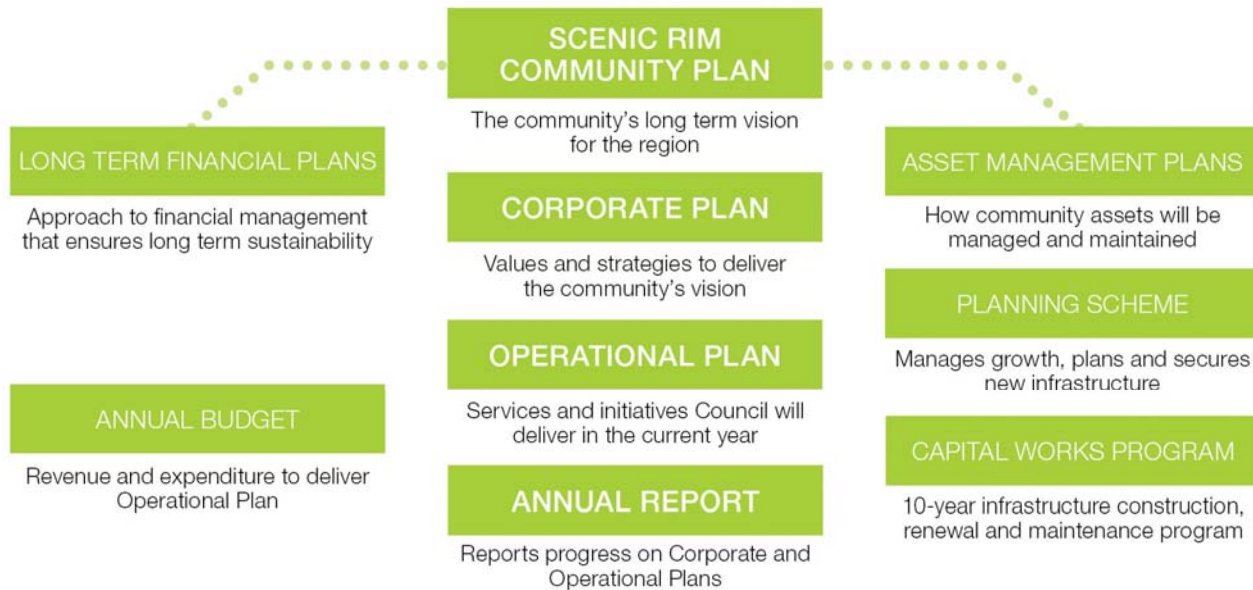 SCENIC RIM
COMMUNITY PLAN
The community's long term vision
for the region
LONG TERM FINANCIAL PLANS
Approach to financial management
that ensures long term sustainability
ANNUAL BUDGET
Revenue and expenditure to deliver
Operational Plan
CORPORATE PLAN
Values and strategies to deliver
the community's vision
OPERATIONAL PLAN
Services and initiatives Council will
deliver in the current year
ANNUAL REPORT
Reports progress on Corporate and
Operational Plans
ASSET MANAGEMENT PLANS
How community assets will be
managed and maintained
PLANNING SCHEME
Manages growth, plans and secures
new infrastructure
CAPITAL WORKS PROGRAM
10-year infrastructure construction,
renewal and maintenance program